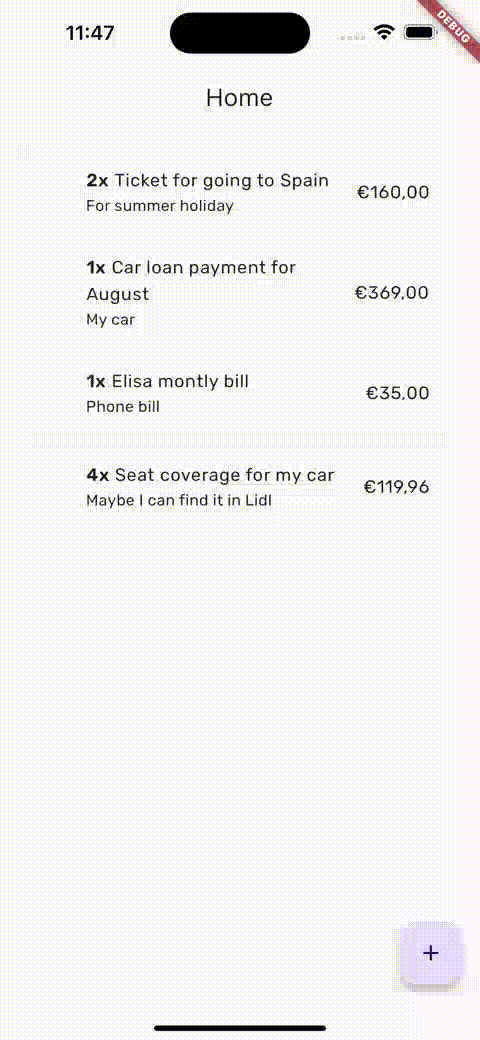 11:47
DEBUG
Home
2x Ticket for going to Spain
For summer holiday
€160,00
1x Car loan payment for
August
My car
€369,00
1x Elisa montly bill
Phone bill
€35,00
4x Seat coverage for my car
Maybe I can find it in Lidl
€119,96
+